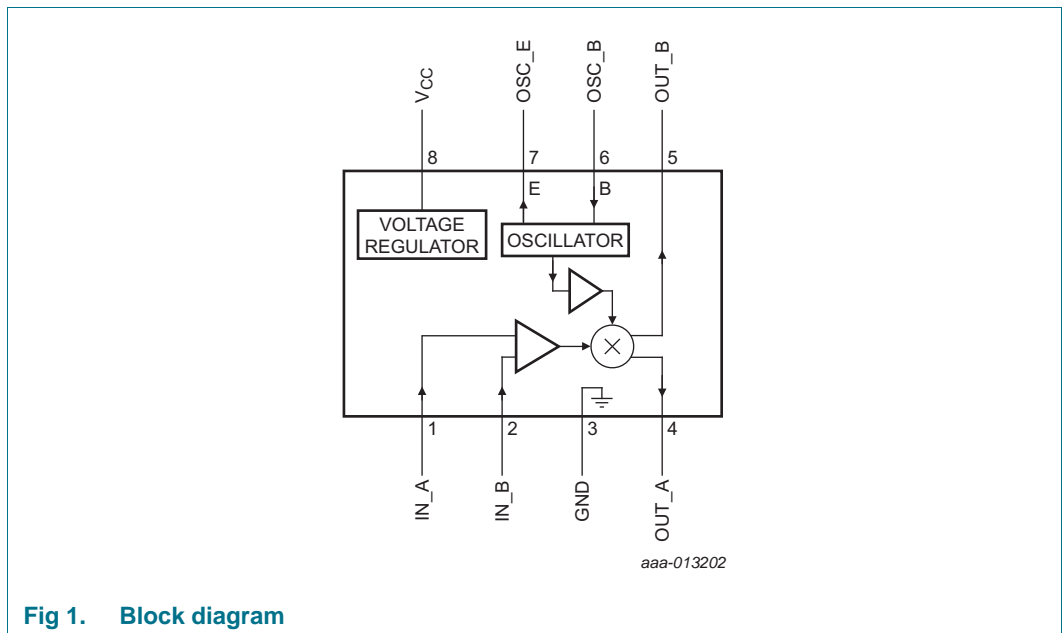 VCC
OSC_E
OSC_B
OUT_B
8
7
6
5
E
B
VOLTAGE
REGULATOR
OSCILLATOR
1
2
3
4
IN_A
IN_B
GND
OUT_A
aaa-013202
Fig 1. Block diagram